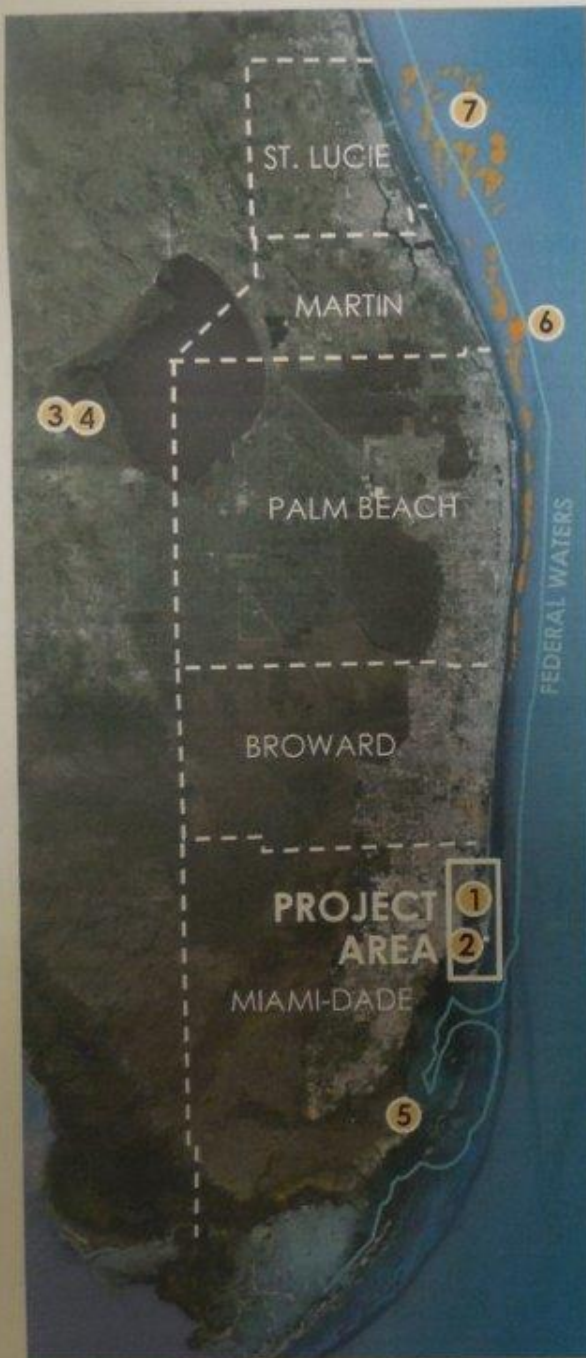 7
ST. LUCIE
MARTIN
6
3 4
PALM BEACH
FEDERAL WATERS
BROWARD
PROJECT 1
AREA 2
MIAMI-DADE
5